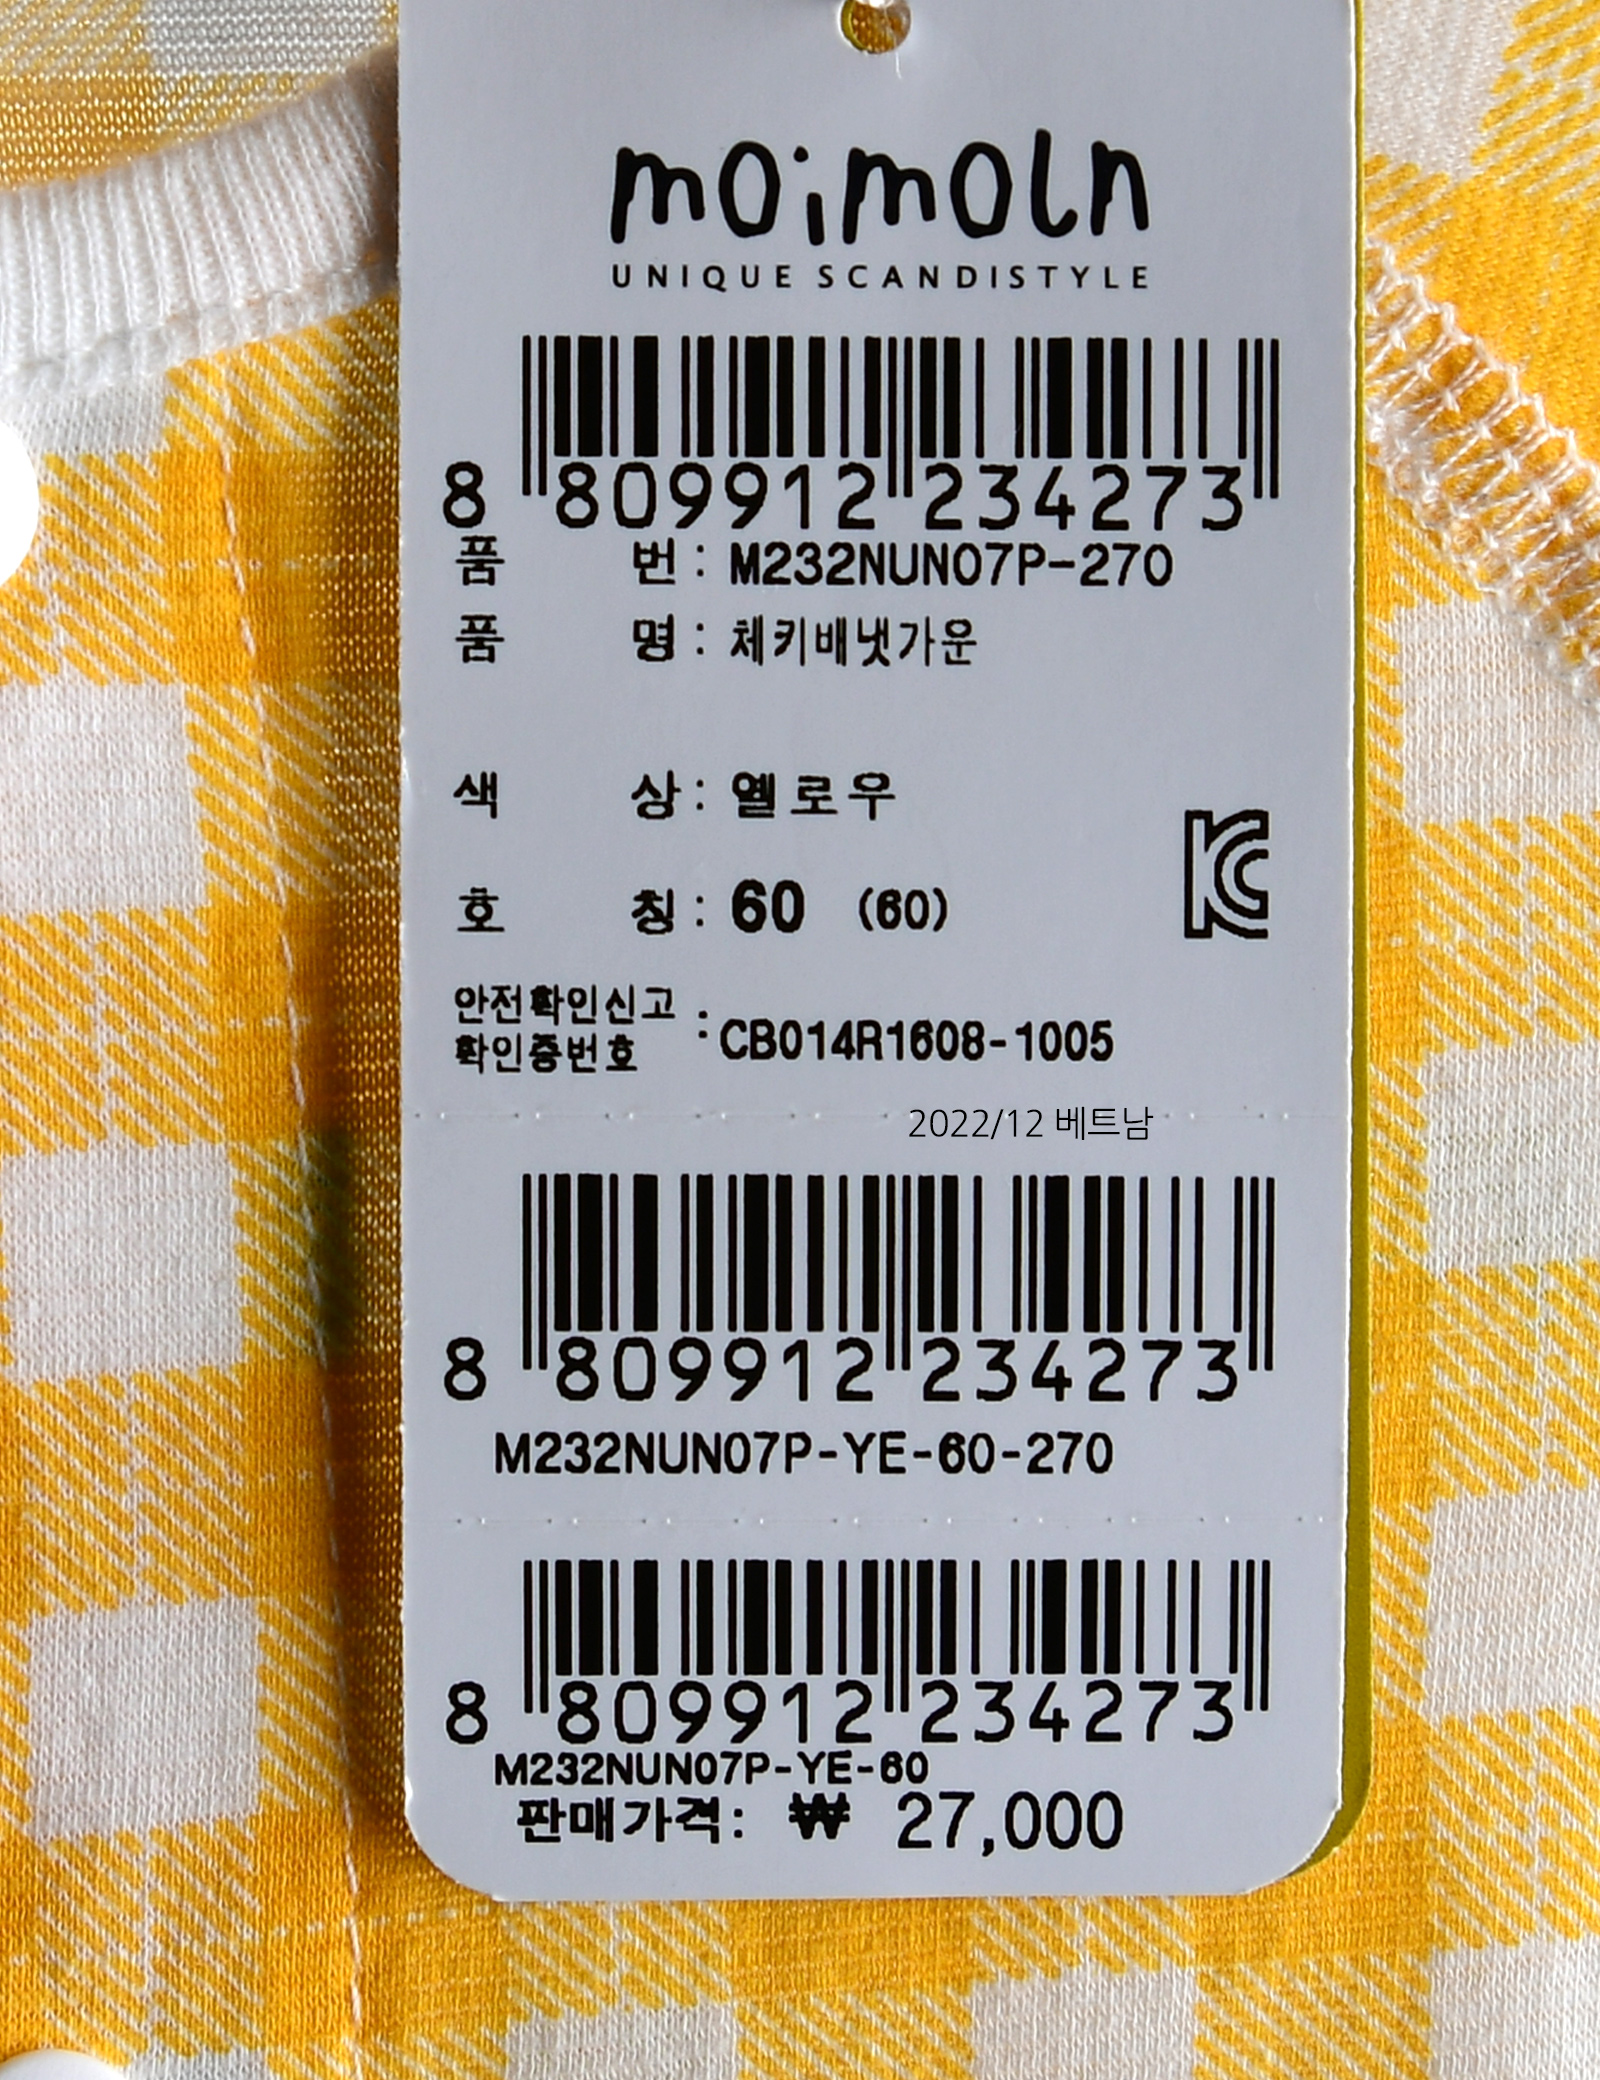 moimoln
UNIQUE SCANDISTYLE
8 809912 234273
품 번 : M232NUN07P-270
품 명 : 체키배냇가운
색 상 : 옐로우
호 칭 : 60 (60)
안전확인신고
확인증번호 : CB014R1608-1005
2022/12 베트남
8 809912 234273
M232NUN07P-YE-60-270
8 809912 234273
M232NUN07P-YE-60
판매가격: ₩ 27,000